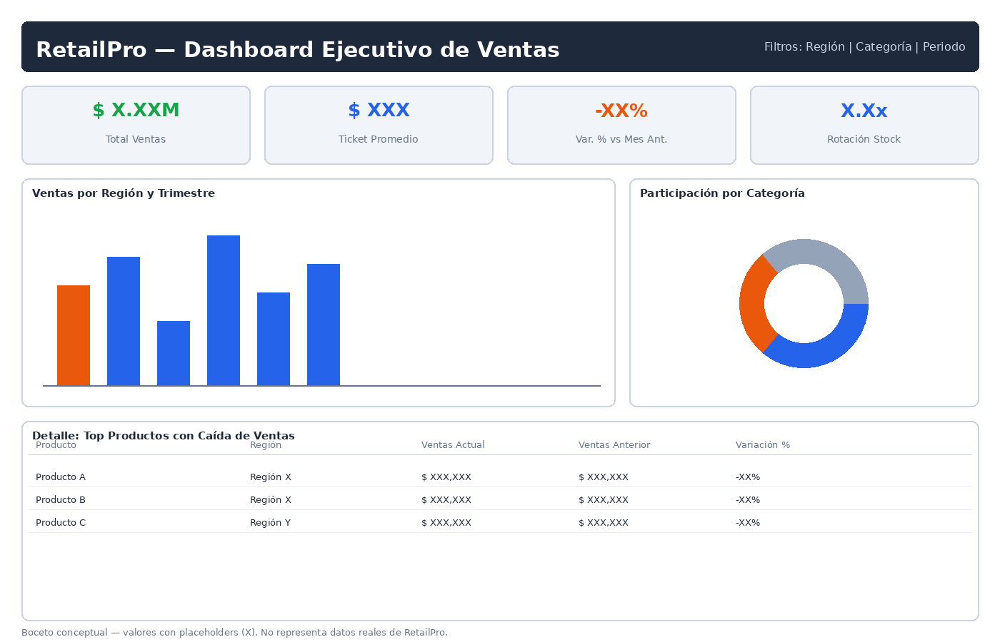 RetailPro — Dashboard Ejecutivo de Ventas
Filtros: Región | Categoría | Periodo
$ X.XXM
Total Ventas
$ XXX
Ticket Promedio
-XX%
Var. % vs Mes Ant.
X.Xx
Rotación Stock
Ventas por Región y Trimestre
Participación por Categoría
Detalle: Top Productos con Caída de Ventas
Producto Región Ventas Actual Ventas Anterior Variación %
Producto A Región X $ XXX,XXX $ XXX,XXX -XX%
Producto B Región X $ XXX,XXX $ XXX,XXX -XX%
Producto C Región Y $ XXX,XXX $ XXX,XXX -XX%
Boceto conceptual — valores con placeholders (X). No representa datos reales de RetailPro.